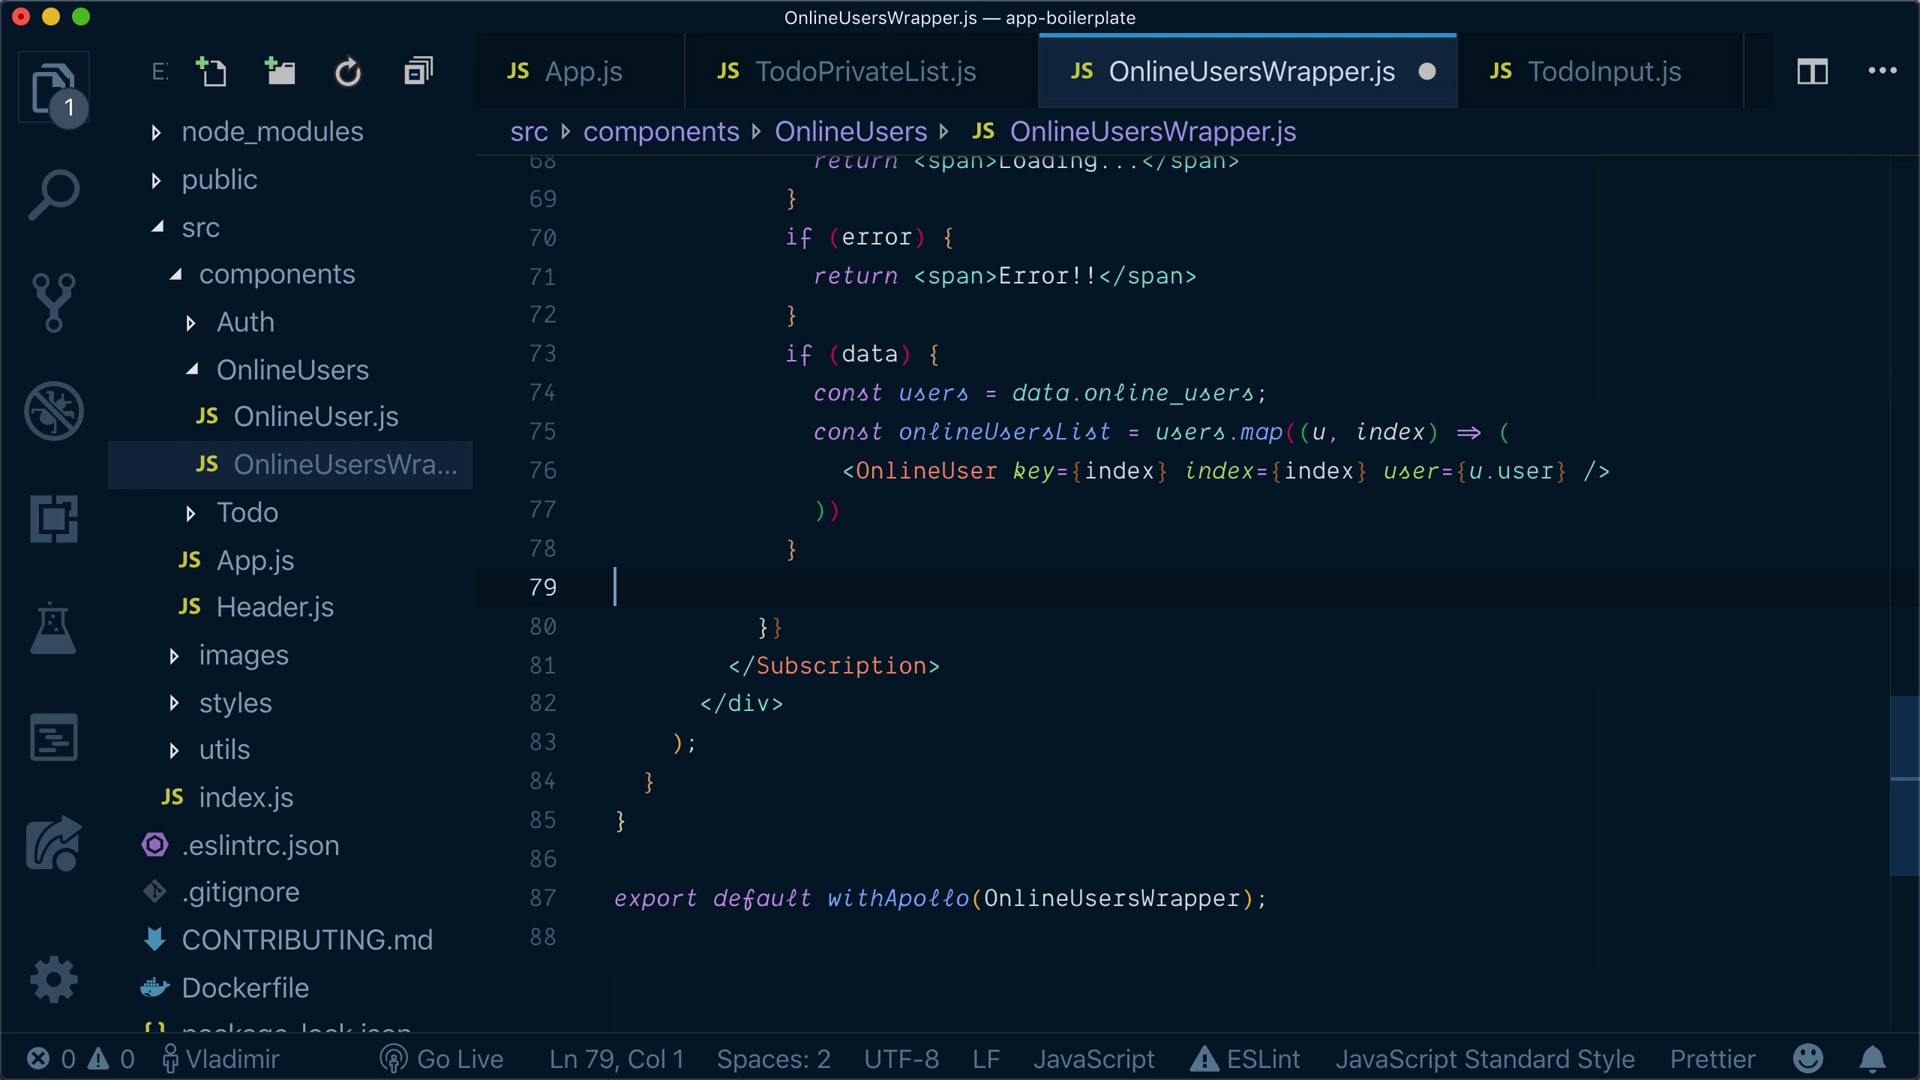 OnlineUsersWrapper.js — app-boilerplate
E:
JS App.js
JS TodoPrivateList.js
JS OnlineUsersWrapper.js
JS TodoInput.js
1
src components OnlineUsers JS OnlineUsersWrapper.js
node_modules
public
src
components
Auth
OnlineUsers
JS OnlineUser.js
JS OnlineUsersWra...
Todo
JS App.js
JS Header.js
images
styles
utils
JS index.js
.eslintrc.json
.gitignore
CONTRIBUTING.md
Dockerfile
{} package-lock.json
68 return <span>Loading...</span>
69 }
70 if (error) {
71 return <span>Error!!</span>
72 }
73 if (data) {
74 const users = data.online_users;
75 const onlineUsersList = users.map((u, index) => (
76 <OnlineUser key={index} index={index} user={u.user} />
77 ))
78 }
79
80 }}
81 </Subscription>
82 </div>
83 );
84 }
85 }
86
87 export default withApollo(OnlineUsersWrapper);
88
0 0 Vladimir Go Live Ln 79, Col 1 Spaces: 2 UTF-8 LF JavaScript ESLint JavaScript Standard Style Prettier